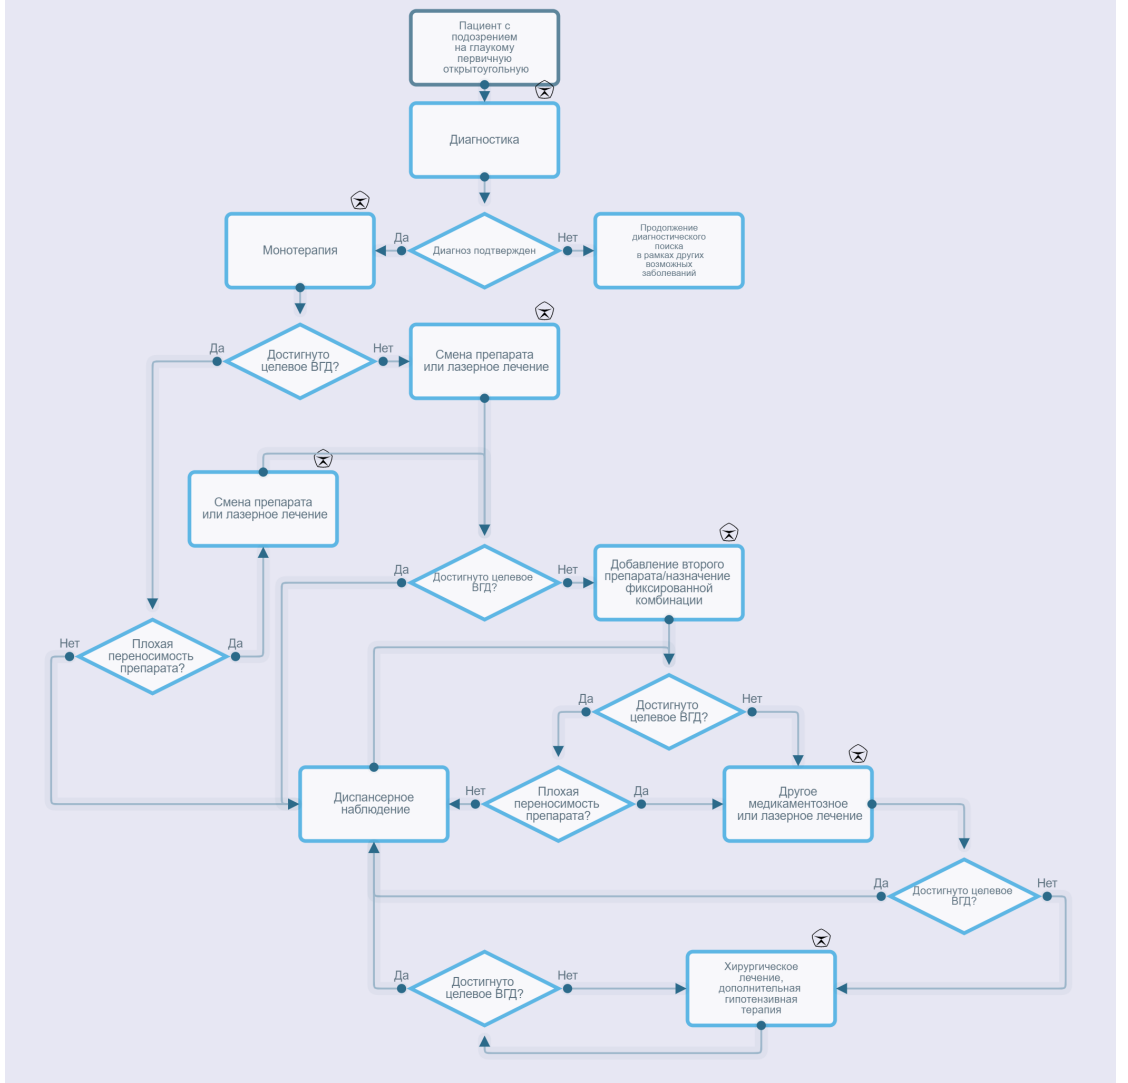 Пациент с
подозрением
на глаукому
первичную
открытоугольную
Диагностика
Диагноз подтвержден
Да
Нет
Монотерапия
Продолжение
диагностического
поиска
в рамках других
возможных
заболеваний
Достигнуто
целевое ВГД?
Да
Нет
Смена препарата
или лазерное лечение
Смена препарата
или лазерное лечение
Достигнуто целевое
ВГД?
Да
Нет
Добавление второго
препарата/назначение
фиксированной
комбинации
Плохая
переносимость
препарата?
Нет
Да
Достигнуто
целевое ВГД?
Да
Нет
Диспансерное
наблюдение
Нет
Плохая
переносимость
препарата?
Да
Другое
медикаментозное
или лазерное лечение
Да
Достигнуто целевое
ВГД?
Нет
Да
Достигнуто
целевое ВГД?
Нет
Хирургическое
лечение,
дополнительная
гипотензивная
терапия